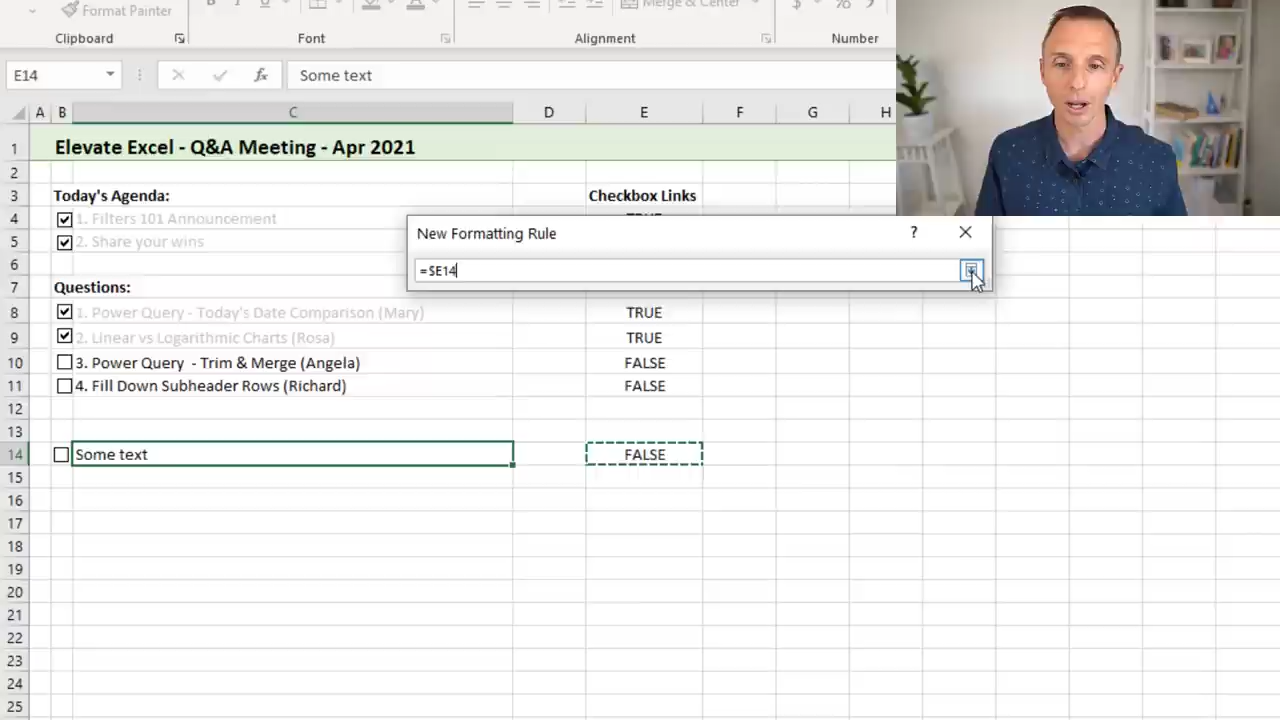 Format Painter
Merge & Center
$ %
Clipboard Font Alignment Number
E14 fx Some text
A B C D E F G H
1 Elevate Excel - Q&A Meeting - Apr 2021
2
3 Today's Agenda: Checkbox Links
4 1. Filters 101 Announcement TRUE
5 2. Share your wins
New Formatting Rule ?
=$E14
6
7 Questions:
8 1. Power Query - Today's Date Comparison (Mary) TRUE
9 2. Linear vs Logarithmic Charts (Rosa) TRUE
10 3. Power Query - Trim & Merge (Angela) FALSE
11 4. Fill Down Subheader Rows (Richard) FALSE
12
13
14 Some text FALSE
15
16
17
18
19
20
21
22
23
24
25